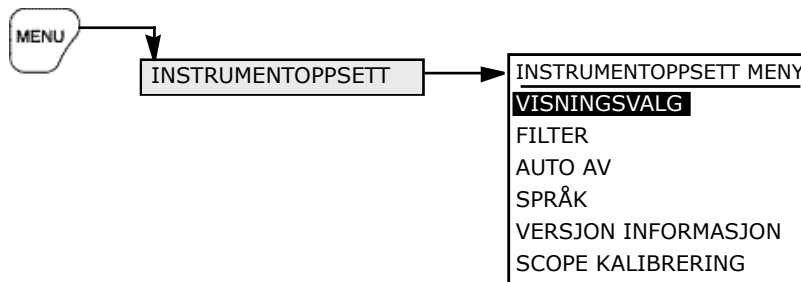 MENU
INSTRUMENTOPPSETT
INSTRUMENTOPPSETT MENY
VISNINGSVALG
FILTER
AUTO AV
SPRÅK
VERSJON INFORMASJON
SCOPE KALIBRERING